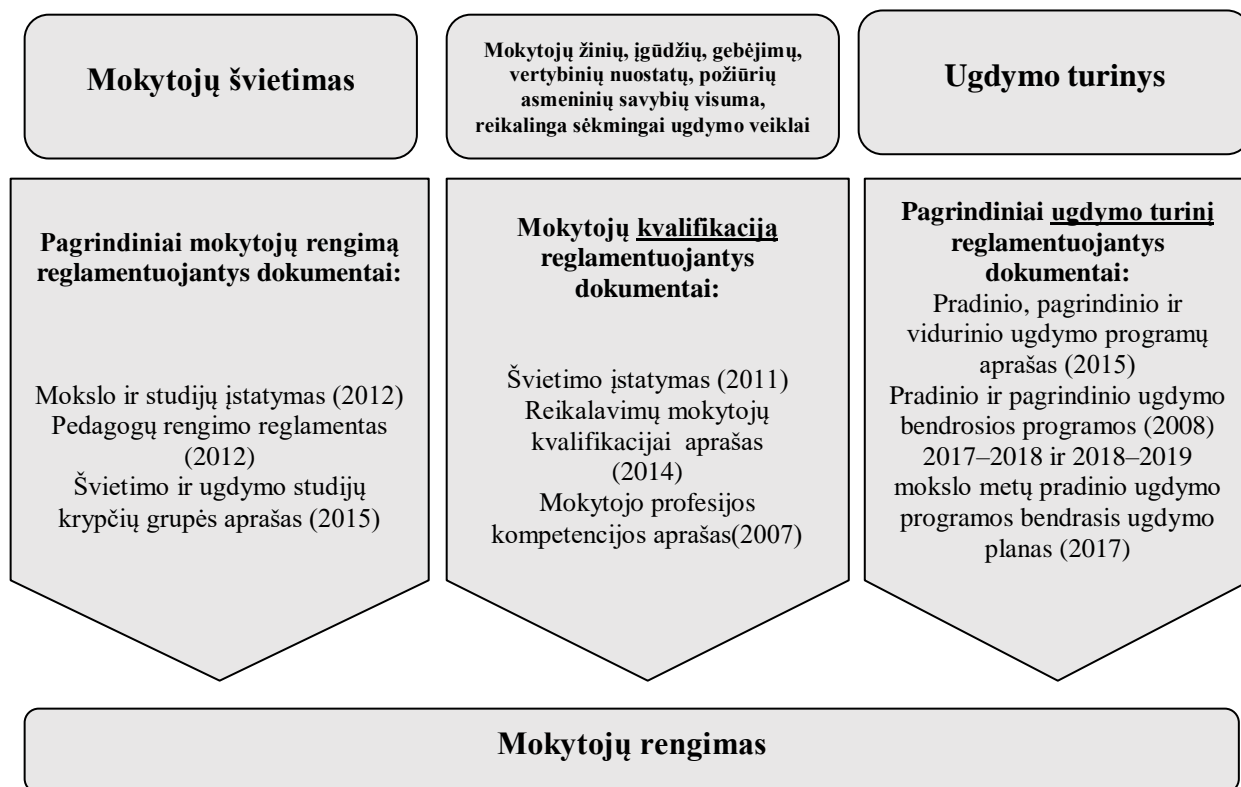 Mokytojų švietimas
Mokytojų žinių, įgūdžių, gebėjimų,
vertybinių nuostatų, požiūrių
asmeninių savybių visuma,
reikalinga sėkmingai ugdymo veiklai
Ugdymo turinys
Pagrindiniai mokytojų rengimą
reglamentuojantys dokumentai:
Mokslo ir studijų įstatymas (2012)
Pedagogų rengimo reglamentas
(2012)
Švietimo ir ugdymo studijų
krypčių grupės aprašas (2015)
Mokytojų kvalifikaciją
reglamentuojantys
dokumentai:
Švietimo įstatymas (2011)
Reikalavimų mokytojų
kvalifikacijai aprašas
(2014)
Mokytojo profesijos
kompetencijos aprašas(2007)
Pagrindiniai ugdymo turinį
reglamentuojantys
dokumentai:
Pradinio, pagrindinio ir
vidurinio ugdymo programų
aprašas (2015)
Pradinio ir pagrindinio ugdymo
bendrosios programos (2008)
2017–2018 ir 2018–2019
mokslo metų pradinio ugdymo
programos bendrasis ugdymo
planas (2017)
Mokytojų rengimas